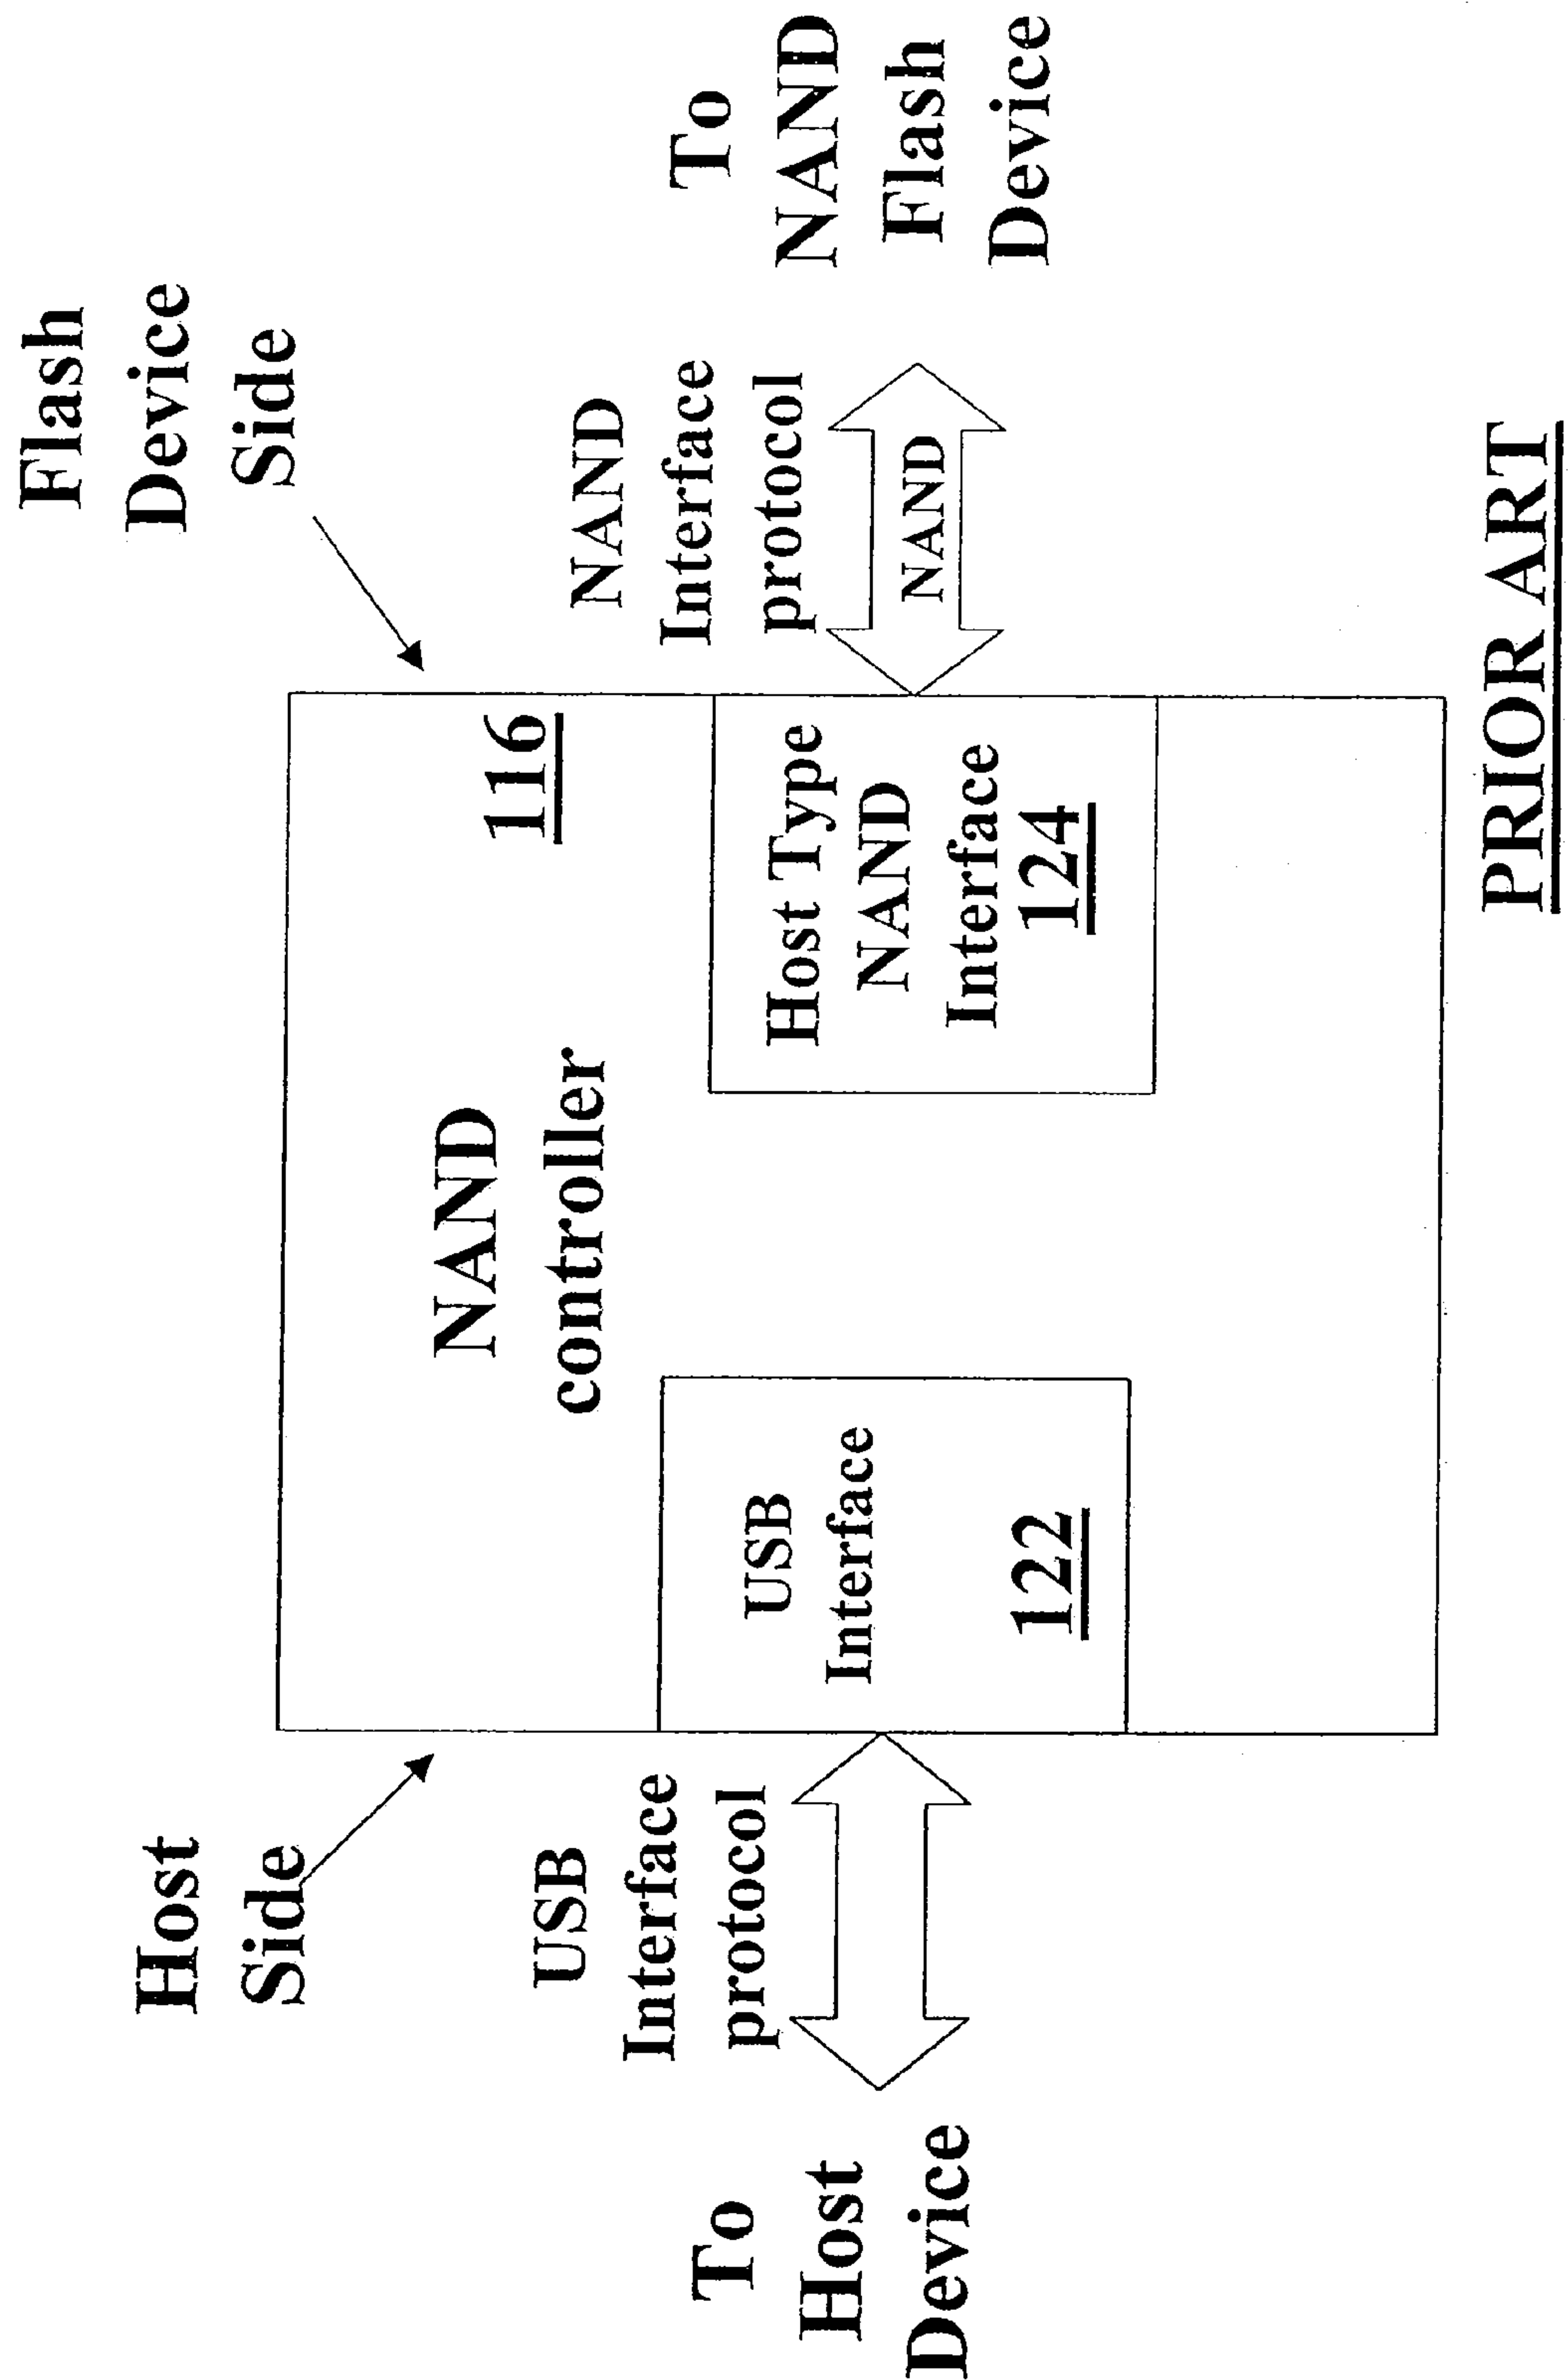 Host
Side
Flash
Device
Side
NAND
controller
116
USB
Interface
protocol
NAND
Interface
protocol
To
Host
Device
USB
Interface
122
Host Type
NAND
Interface
124
NAND
To
NAND
Flash
Device
PRIOR ART